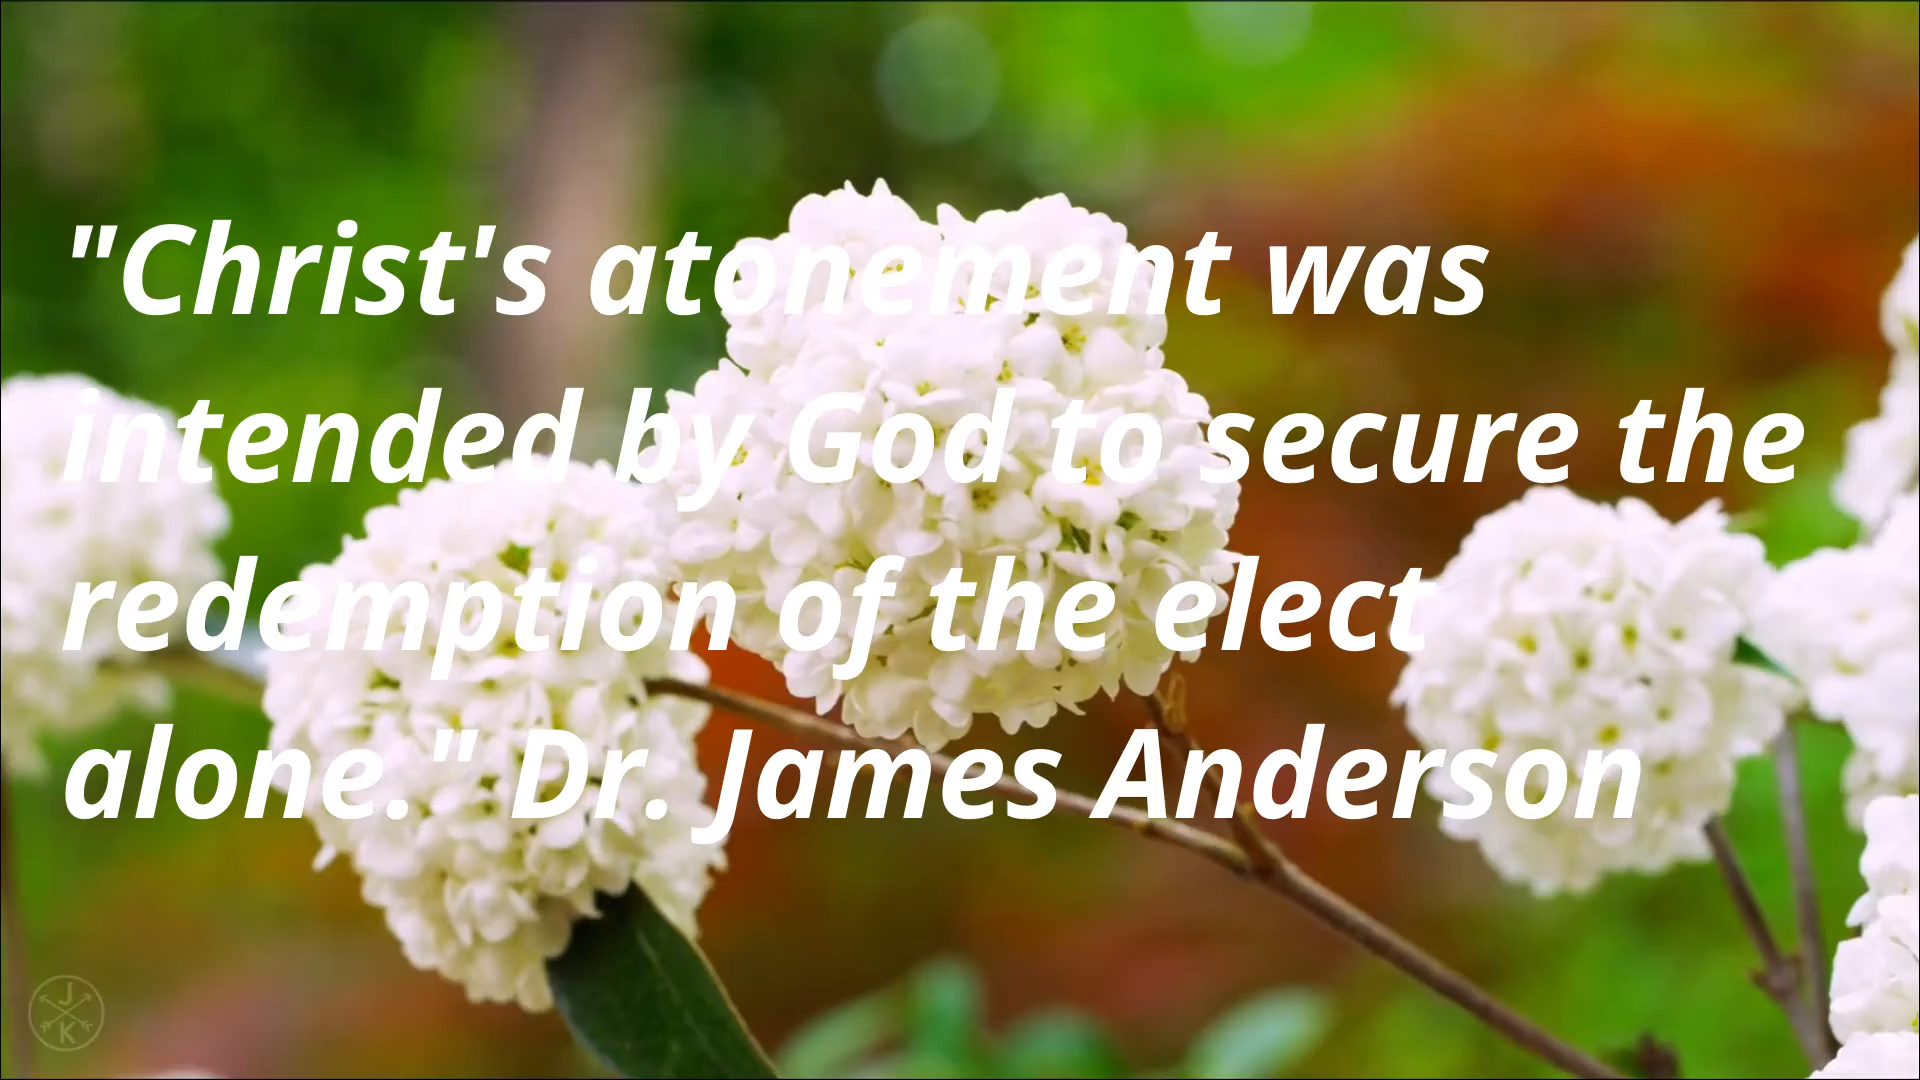 "Christ's atonement was
intended by God to secure the
redemption of the elect
alone." Dr. James Anderson
J
K